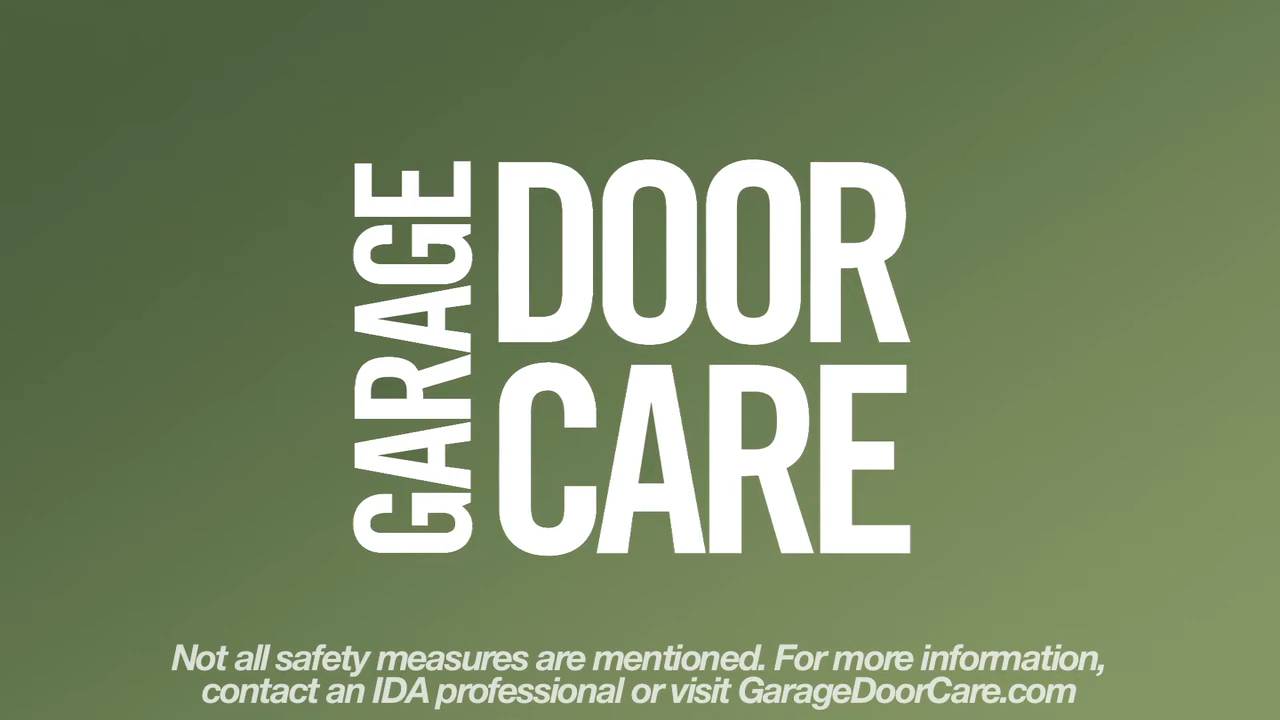 GARAGE
DOOR
CARE
Not all safety measures are mentioned. For more information,
contact an IDA professional or visit GarageDoorCare.com